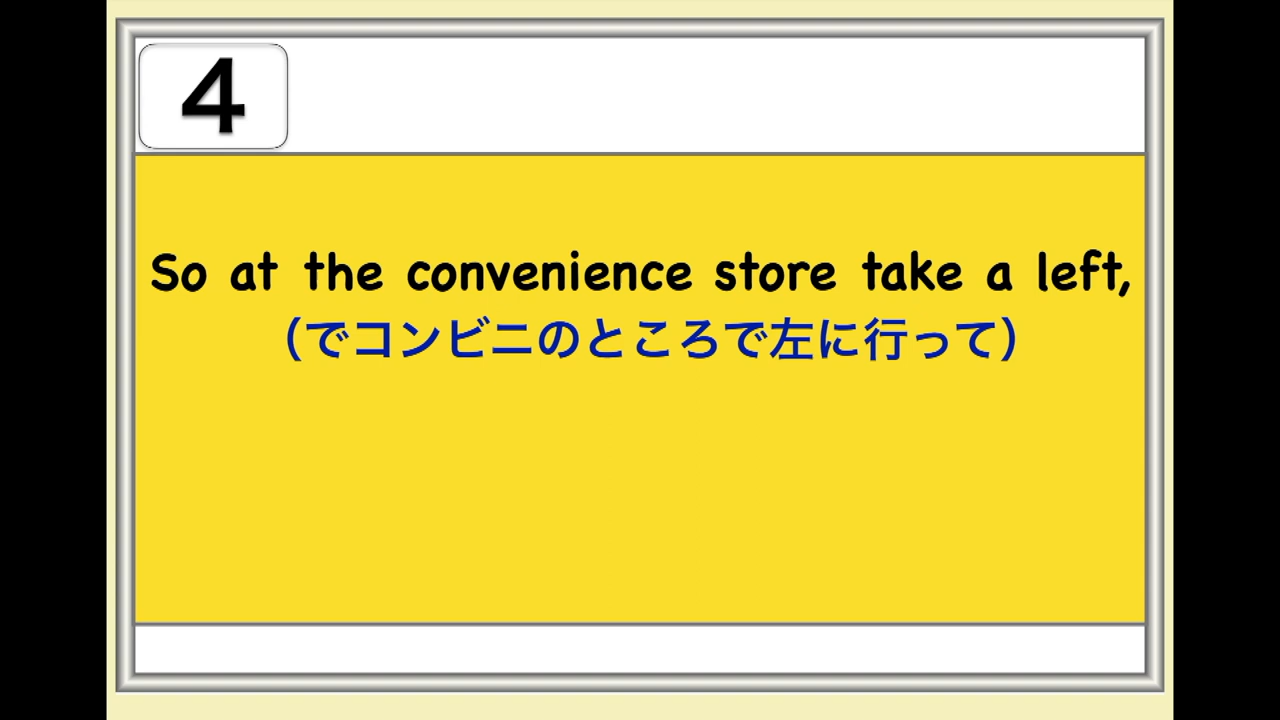 4
So at the convenience store take a left,
（でコンビニのところで左に行って）